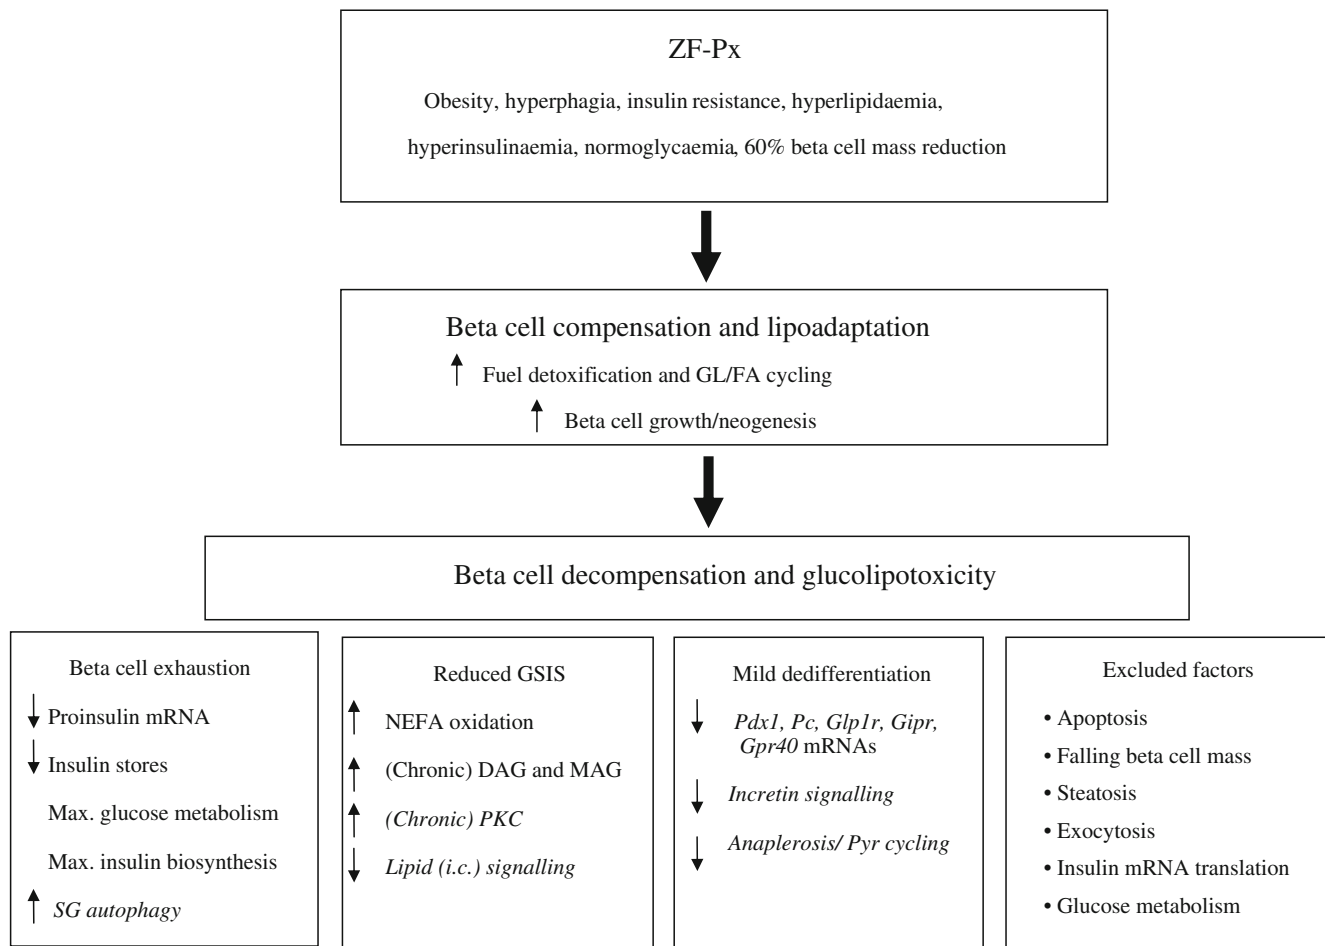 ZF-Px
Obesity, hyperphagia, insulin resistance, hyperlipidaemia,
hyperinsulinaemia, normoglycaemia, 60% beta cell mass reduction
Beta cell compensation and lipoadaptation
↑ Fuel detoxification and GL/FA cycling
↑ Beta cell growth/neogenesis
Beta cell decompensation and glucolipotoxicity
Beta cell exhaustion
↓ Proinsulin mRNA
↓ Insulin stores
Max. glucose metabolism
Max. insulin biosynthesis
↑ SG autophagy
Reduced GSIS
↑ NEFA oxidation
↑ (Chronic) DAG and MAG
↑ (Chronic) PKC
↓ Lipid (i.c.) signalling
Mild dedifferentiation
↓ Pdx1, Pc, Glp1r, Gipr,
Gpr40 mRNAs
↓ Incretin signalling
↓ Anaplerosis/ Pyr cycling
Excluded factors
• Apoptosis
• Falling beta cell mass
• Steatosis
• Exocytosis
• Insulin mRNA translation
• Glucose metabolism